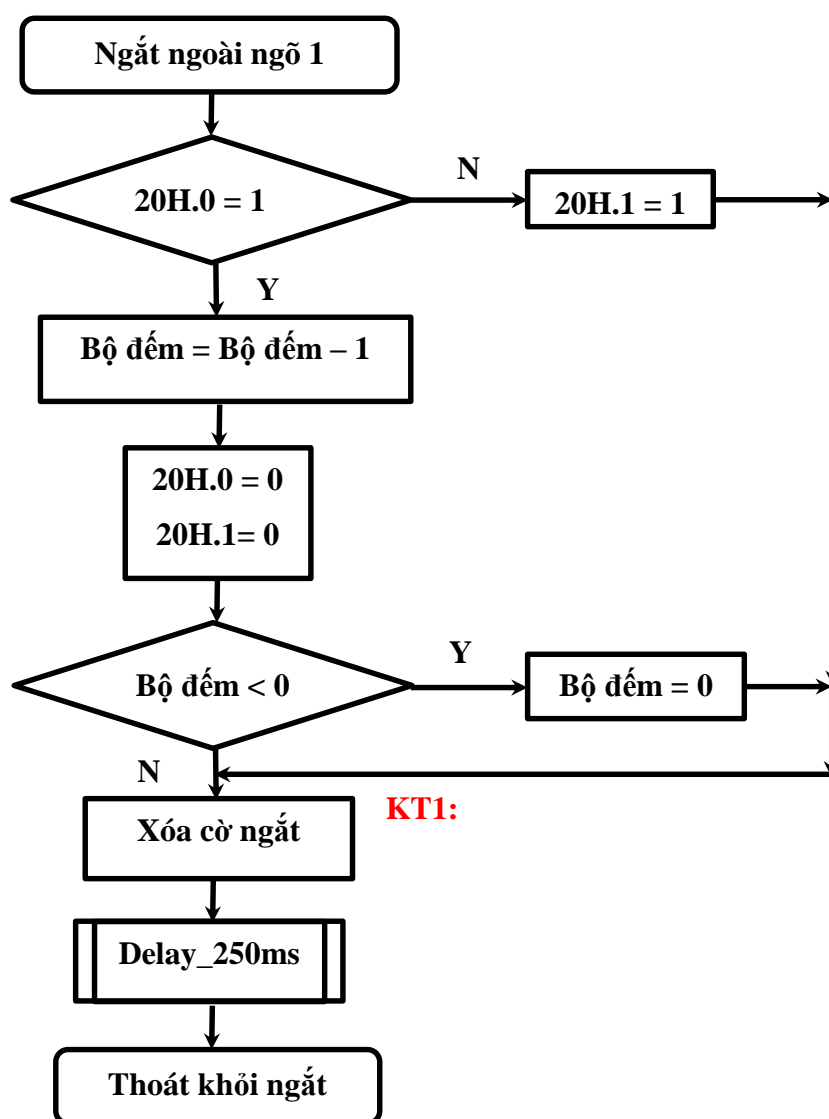 Ngắt ngoài ngõ 1
20H.0 = 1
N
20H.1 = 1
Y
Bộ đếm = Bộ đếm – 1
20H.0 = 0
20H.1= 0
Bộ đếm < 0
Y
Bộ đếm = 0
N
KT1:
Xóa cờ ngắt
Delay_250ms
Thoát khỏi ngắt